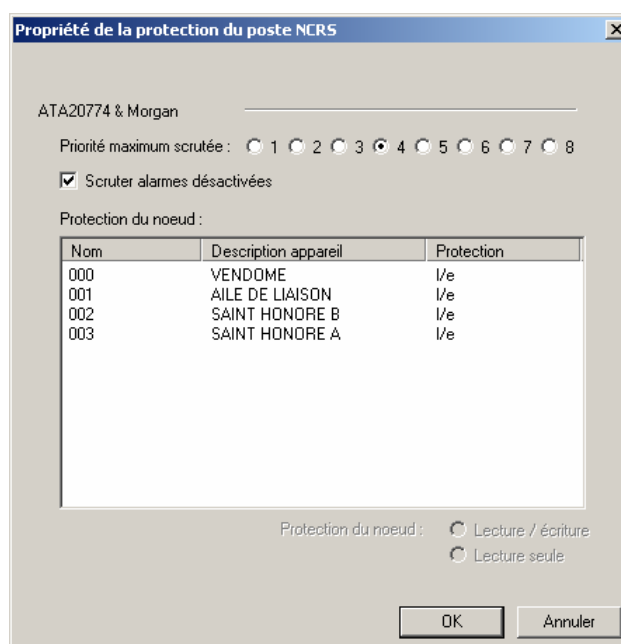 Propriété de la protection du poste NCRS
ATA20774 & Morgan
Priorité maximum scrutée : 1 2 3 4 5 6 7 8
Scruter alarmes désactivées
Protection du noeud :
Nom Description appareil Protection
000 VENDOME l/e
001 AILE DE LIAISON l/e
002 SAINT HONORE B l/e
003 SAINT HONORE A l/e
Protection du noeud : Lecture / écriture
Lecture seule
OK Annuler